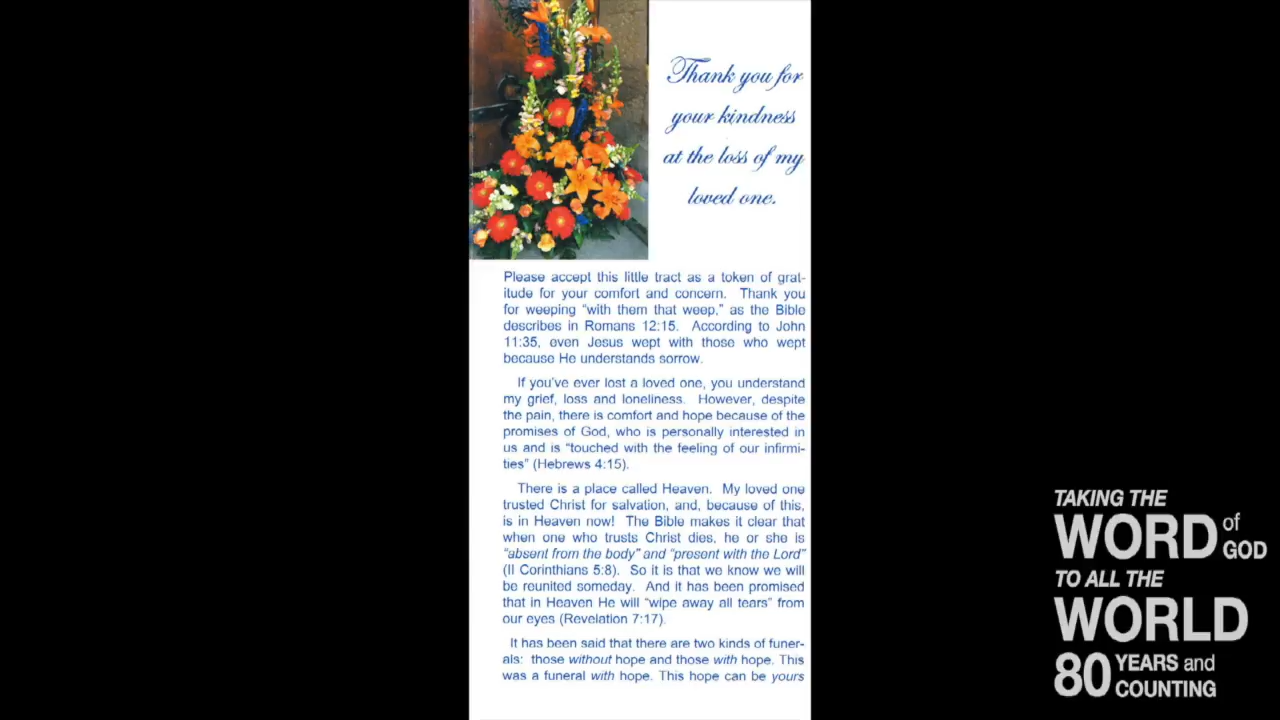 Thank you for
your kindness
at the loss of my
loved one.
Please accept this little tract as a token of grat-
itude for your comfort and concern. Thank you
for weeping “with them that weep,” as the Bible
describes in Romans 12:15. According to John
11:35, even Jesus wept with those who wept
because He understands sorrow.
If you’ve ever lost a loved one, you understand
my grief, loss and loneliness. However, despite
the pain, there is comfort and hope because of the
promises of God, who is personally interested in
us and is “touched with the feeling of our infirmi-
ties” (Hebrews 4:15).
There is a place called Heaven. My loved one
trusted Christ for salvation, and, because of this,
is in Heaven now! The Bible makes it clear that
when one who trusts Christ dies, he or she is
“absent from the body” and “present with the Lord”
(II Corinthians 5:8). So it is that we know we will
be reunited someday. And it has been promised
that in Heaven He will “wipe away all tears” from
our eyes (Revelation 7:17).
It has been said that there are two kinds of funer-
als: those without hope and those with hope. This
was a funeral with hope. This hope can be yours
TAKING THE
WORD of GOD
TO ALL THE
WORLD
80 YEARS and
COUNTING